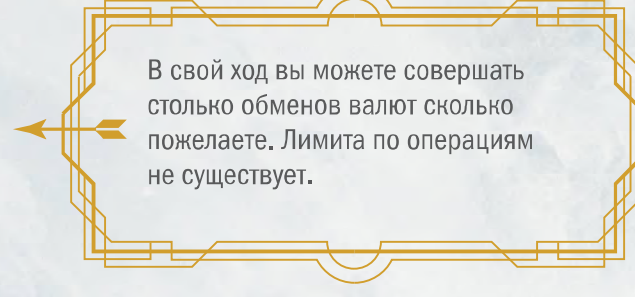 В свой ход вы можете совершать
столько обменов валют сколько
пожелаете. Лимита по операциям
не существует.